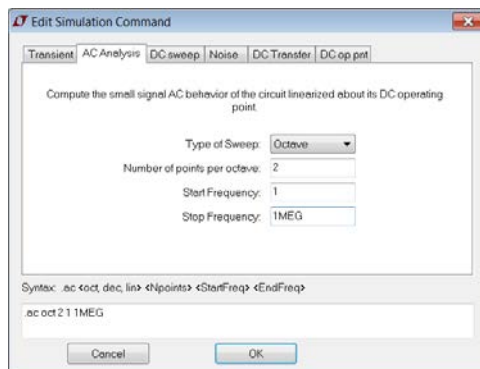 Edit Simulation Command
Transient AC Analysis DC sweep Noise DC Transfer DC op pnt
Compute the small signal AC behavior of the circuit linearized about its DC operating
point.
Type of Sweep: Octave
Number of points per octave: 2
Start Frequency: 1
Stop Frequency: 1MEG
Syntax: .ac <oct, dec, lin> <Npoints> <StartFreq> <EndFreq>
.ac oct 2 1 1MEG
Cancel OK